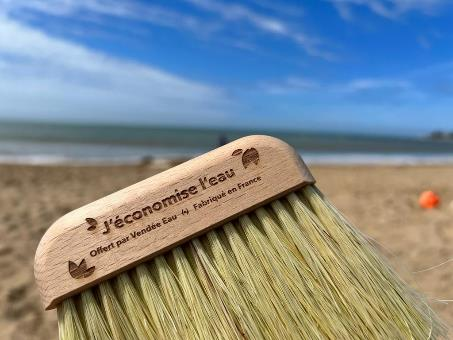 J'économise l'eau
Offert par Vendée Eau Fabriqué en France